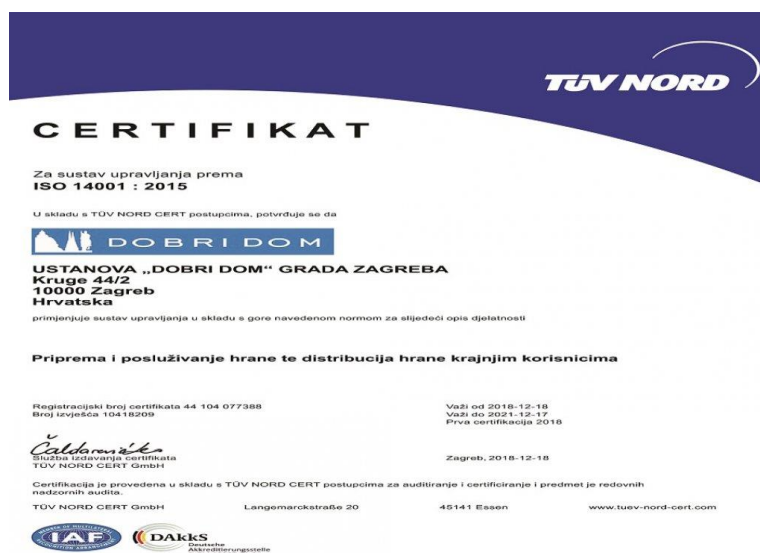 TÜV NORD
CERTIFIKAT
Za sustav upravljanja prema
ISO 14001 : 2015
U skladu s TÜV NORD CERT postupcima, potvrđuje se da
DOBRI DOM
USTANOVA „DOBRI DOM“ GRADA ZAGREBA
Kruge 44/2
10000 Zagreb
Hrvatska
primjenjuje sustav upravljanja u skladu s gore navedenom normom za slijedeći opis djelatnosti
Priprema i posluživanje hrane te distribucija hrane krajnjim korisnicima
Registracijski broj certifikata 44 104 077388
Broj izvješća 10418209
Važi od 2018-12-18
Važi do 2021-12-17
Prva certifikacija 2018
Služba izdavanja certifikata
TÜV NORD CERT GmbH
Zagreb, 2018-12-18
Certifikacija je provedena u skladu s TÜV NORD CERT postupcima za auditiranje i certificiranje i predmet je redovnih
nadzornih audita.
TÜV NORD CERT GmbH Langemarckstraße 20 45141 Essen www.tuev-nord-cert.com
MEMBER OF MULTILATERAL
IAF
RECOGNITION ARRANGEMENT
DAkkS
Deutsche
Akkreditierungsstelle